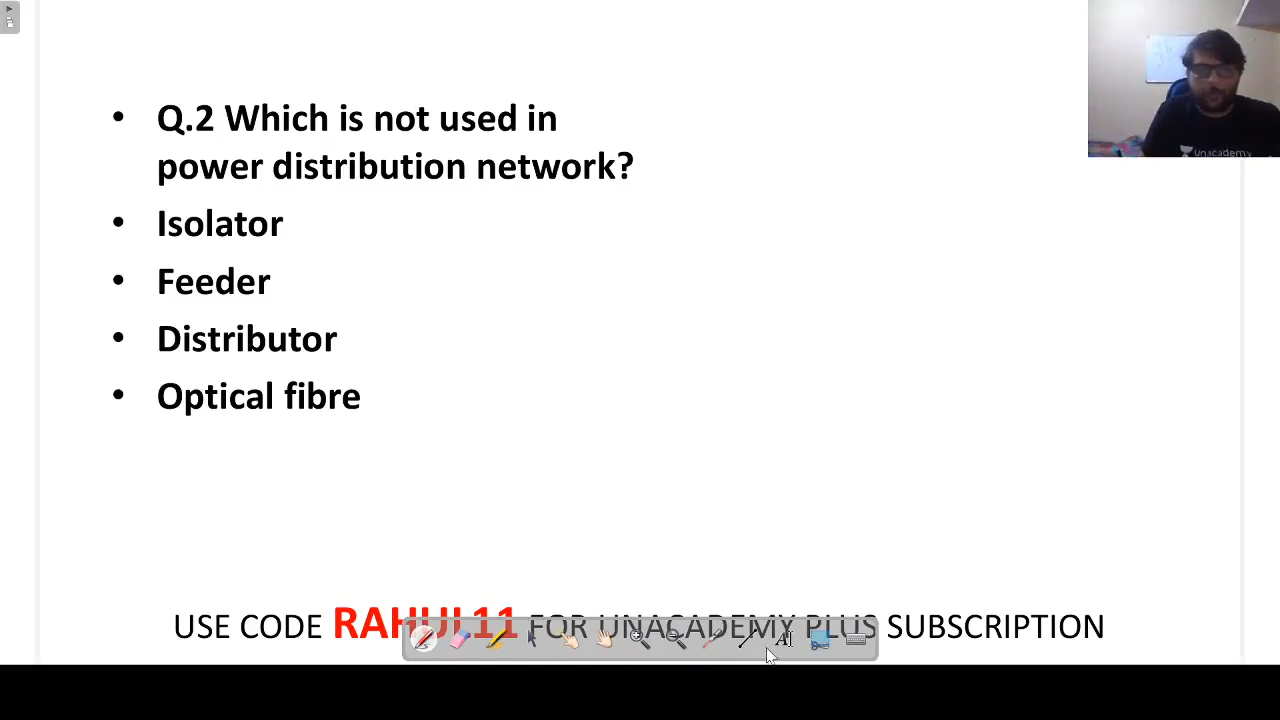 • Q.2 Which is not used in
power distribution network?
• Isolator
• Feeder
• Distributor
• Optical fibre
unacademy
USE CODE RAHUL11 FOR UNACADEMY PLUS SUBSCRIPTION